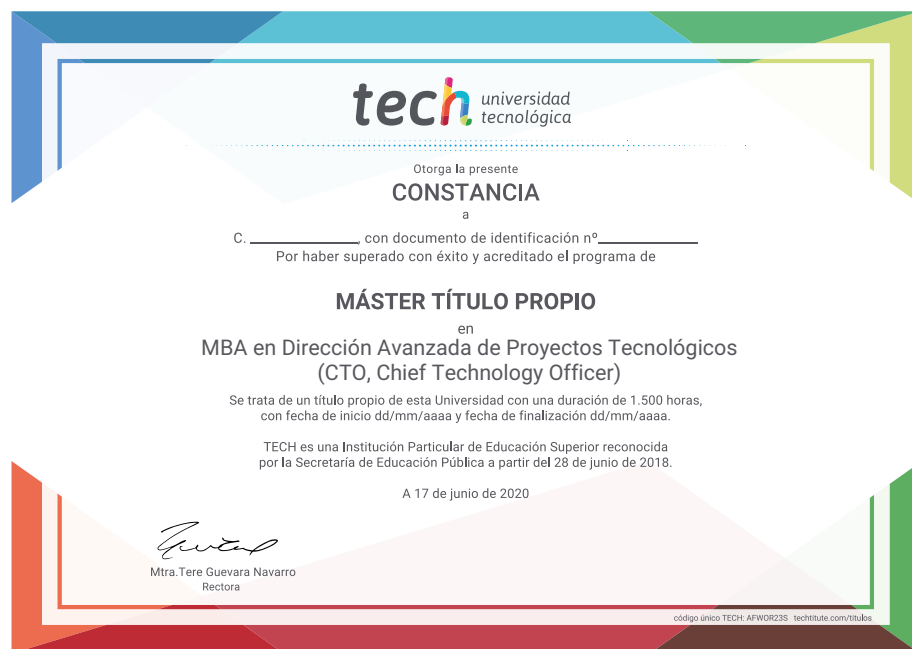 tech universidad
tecnológica
Otorga la presente
CONSTANCIA
a
C. ____________, con documento de identificación nº___________
Por haber superado con éxito y acreditado el programa de
MÁSTER TÍTULO PROPIO
en
MBA en Dirección Avanzada de Proyectos Tecnológicos
(CTO, Chief Technology Officer)
Se trata de un título propio de esta Universidad con una duración de 1.500 horas,
con fecha de inicio dd/mm/aaaa y fecha de finalización dd/mm/aaaa.
TECH es una Institución Particular de Educación Superior reconocida
por la Secretaría de Educación Pública a partir del 28 de junio de 2018.
A 17 de junio de 2020
Mtra.Tere Guevara Navarro
Rectora
código único TECH: AFWOR23S techtitute.com/titulos